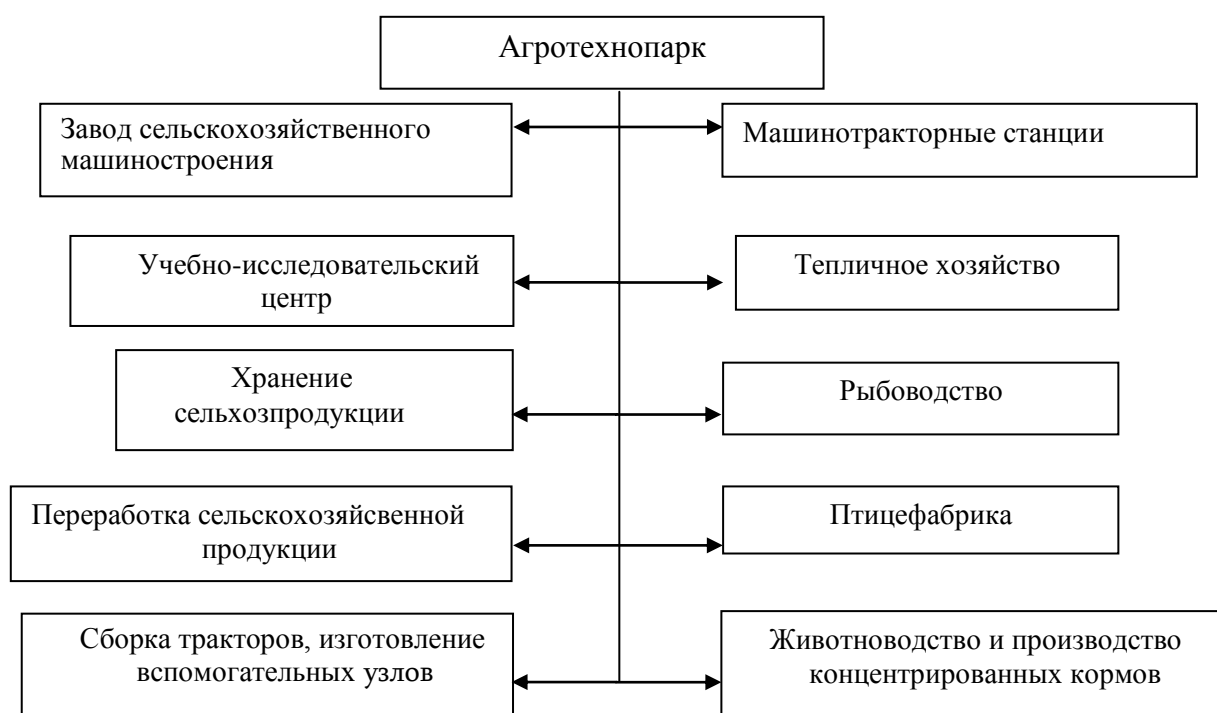 Агротехнопарк
Завод сельскохозяйственного
машиностроения
Машинотракторные станции
Учебно-исследовательский
центр
Тепличное хозяйство
Хранение
сельхозпродукции
Рыбоводство
Переработка сельскохозяйсвенной
продукции
Птицефабрика
Сборка тракторов, изготовление
вспомогательных узлов
Животноводство и производство
концентрированных кормов